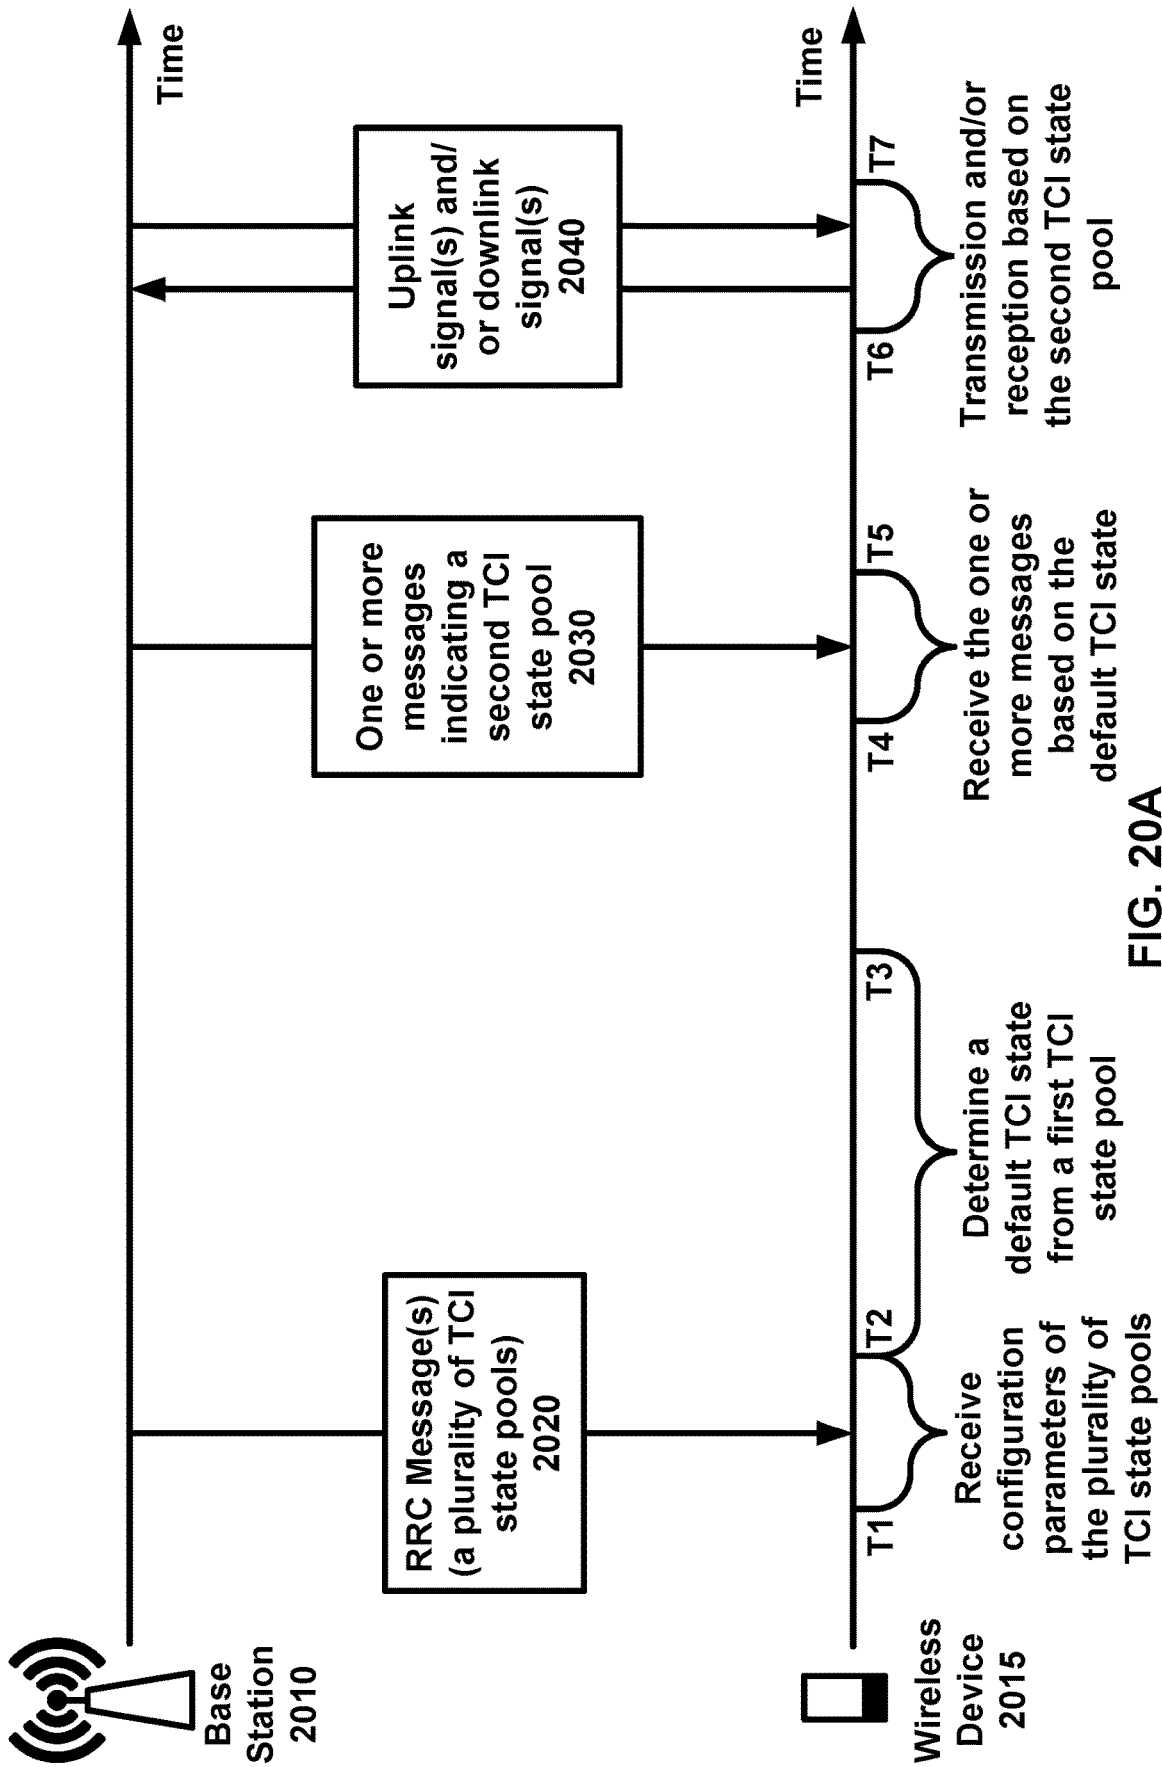 Base
Station
2010
Time
RRC Message(s)
(a plurality of TCI
state pools)
2020
One or more
messages
indicating a
second TCI
state pool
2030
Uplink
signal(s) and/
or downlink
signal(s)
2040
Wireless
Device
2015
Time
T1
T2
T3
T4
T5
T6
T7
Receive
configuration
parameters of
the plurality of
TCI state pools
Determine a
default TCI state
from a first TCI
state pool
Receive the one or
more messages
based on the
default TCI state
Transmission and/or
reception based on
the second TCI state
pool
FIG. 20A